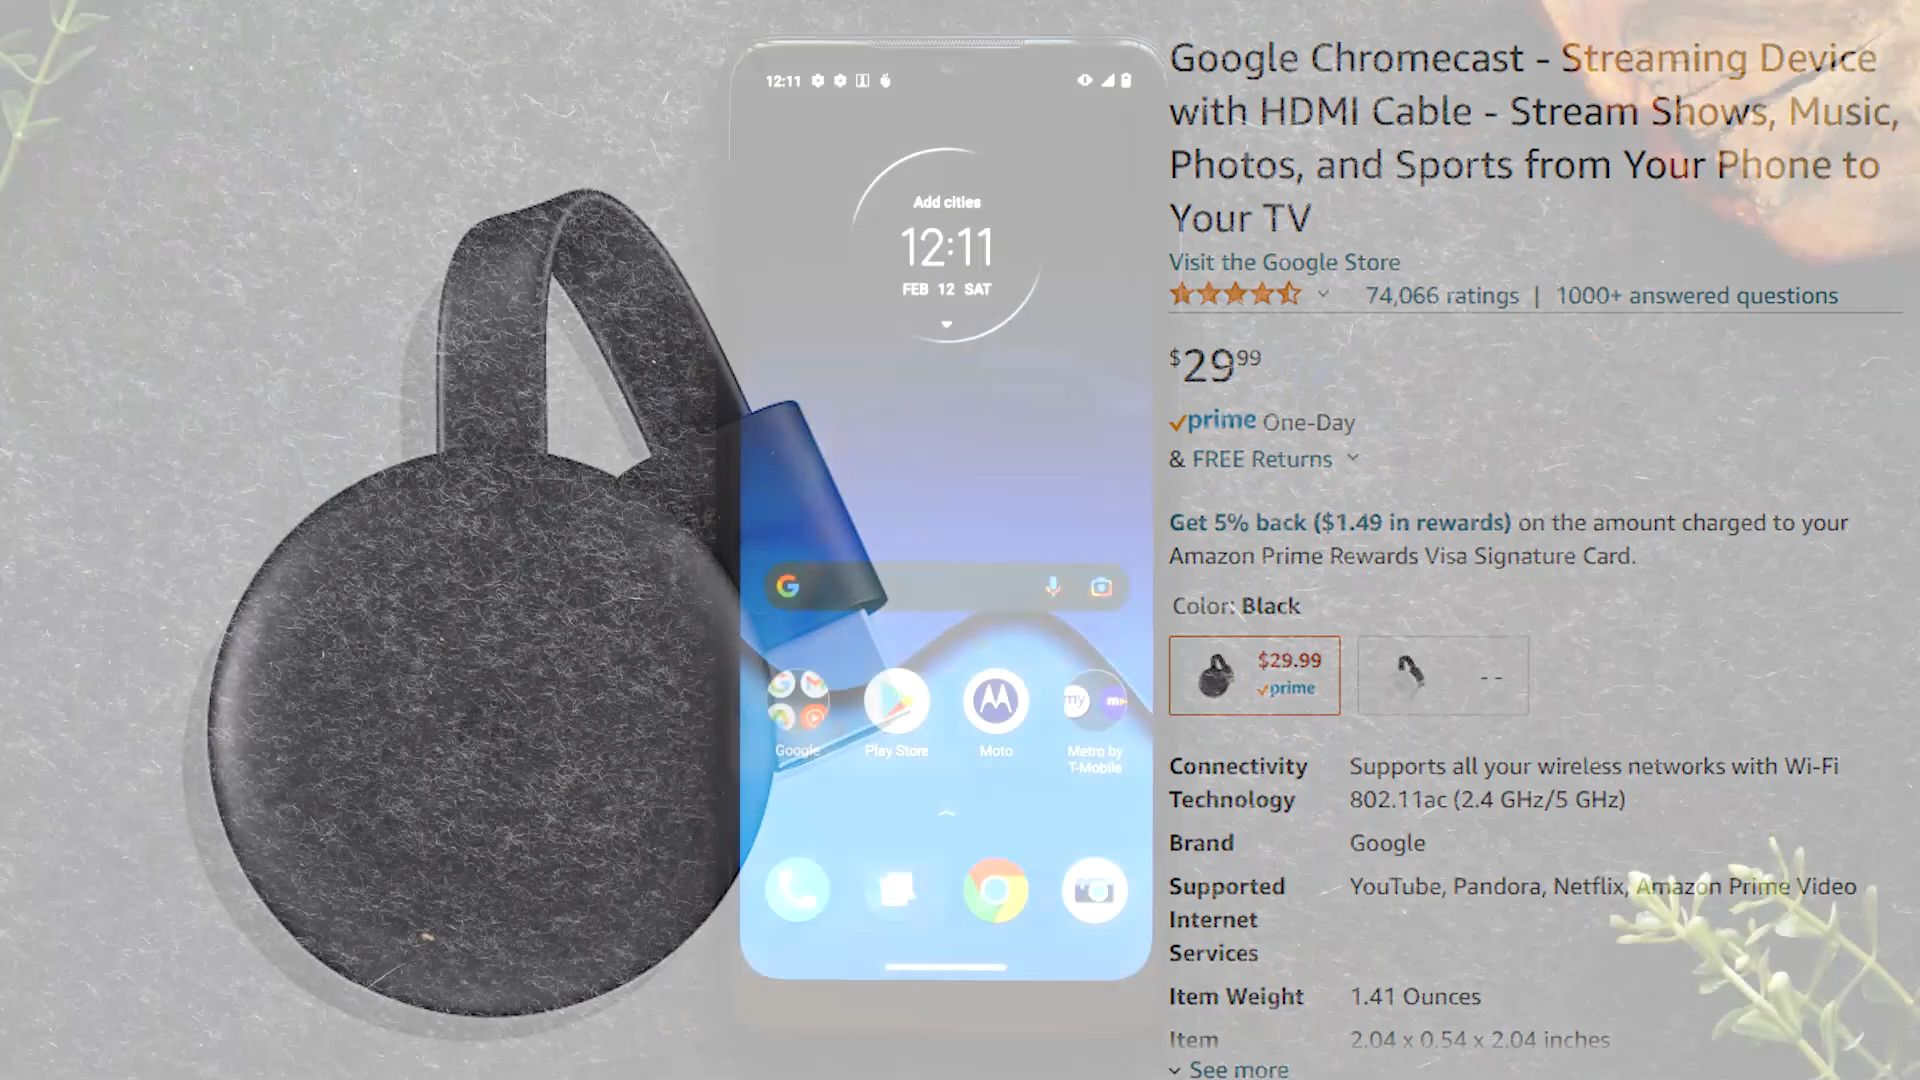 12:11
Add cities
12:11
FEB 12 SAT
Google
Play Store
Moto
Metro by
T-Mobile
my
Google Chromecast - Streaming Device
with HDMI Cable - Stream Shows, Music,
Photos, and Sports from Your Phone to
Your TV
Visit the Google Store
74,066 ratings | 1000+ answered questions
$29.99
prime One-Day
& FREE Returns
Get 5% back ($1.49 in rewards) on the amount charged to your
Amazon Prime Rewards Visa Signature Card.
Color: Black
$29.99
prime
--
Connectivity Supports all your wireless networks with Wi-Fi
Technology 802.11ac (2.4 GHz/5 GHz)
Brand Google
Supported YouTube, Pandora, Netflix, Amazon Prime Video
Internet
Services
Item Weight 1.41 Ounces
Item 2.04 x 0.54 x 2.04 inches
See more